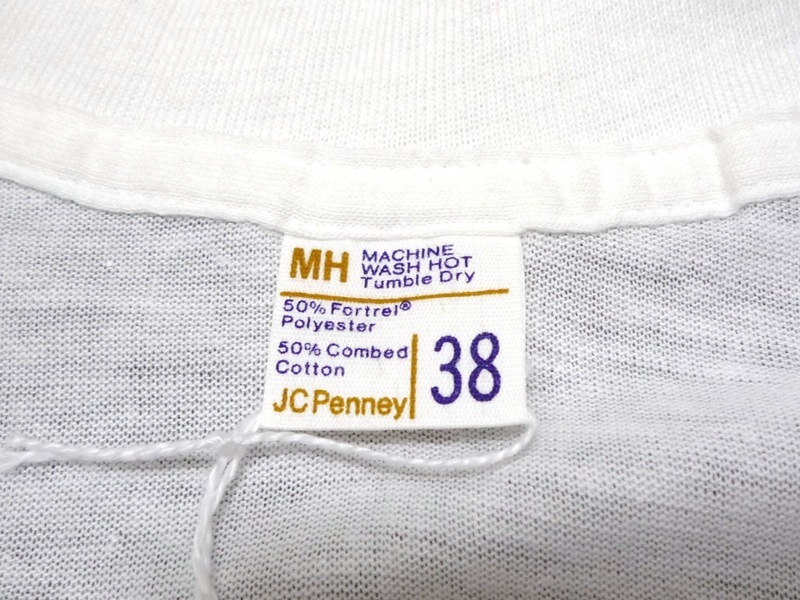 MH
MACHINE
WASH HOT
Tumble Dry
50% Fortrel®
Polyester
50% Combed
Cotton
JCPenney
38